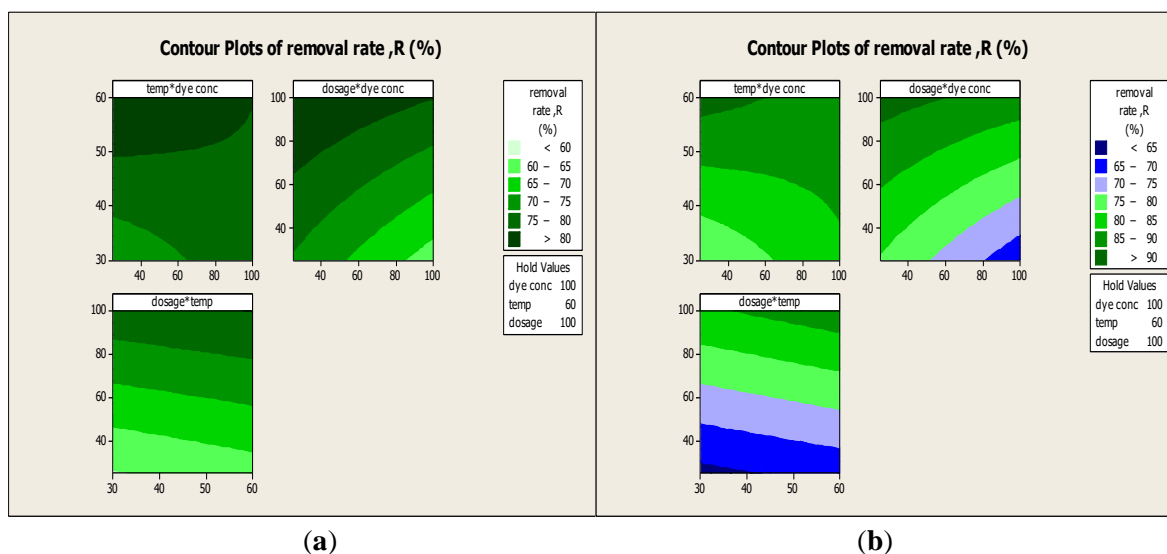 Contour Plots of removal rate ,R (%)
temp*dye conc
60
50
40
30
40 60 80 100
dosage*dye conc
100
80
60
40
40 60 80 100
removal
rate ,R
(%)
< 60
60 – 65
65 – 70
70 – 75
75 – 80
> 80
Hold Values
dye conc 100
temp 60
dosage 100
dosage*temp
100
80
60
40
30 40 50 60
(a)
Contour Plots of removal rate ,R (%)
temp*dye conc
60
50
40
30
40 60 80 100
dosage*dye conc
100
80
60
40
40 60 80 100
removal
rate ,R
(%)
< 65
65 – 70
70 – 75
75 – 80
80 – 85
85 – 90
> 90
Hold Values
dye conc 100
temp 60
dosage 100
dosage*temp
100
80
60
40
30 40 50 60
(b)